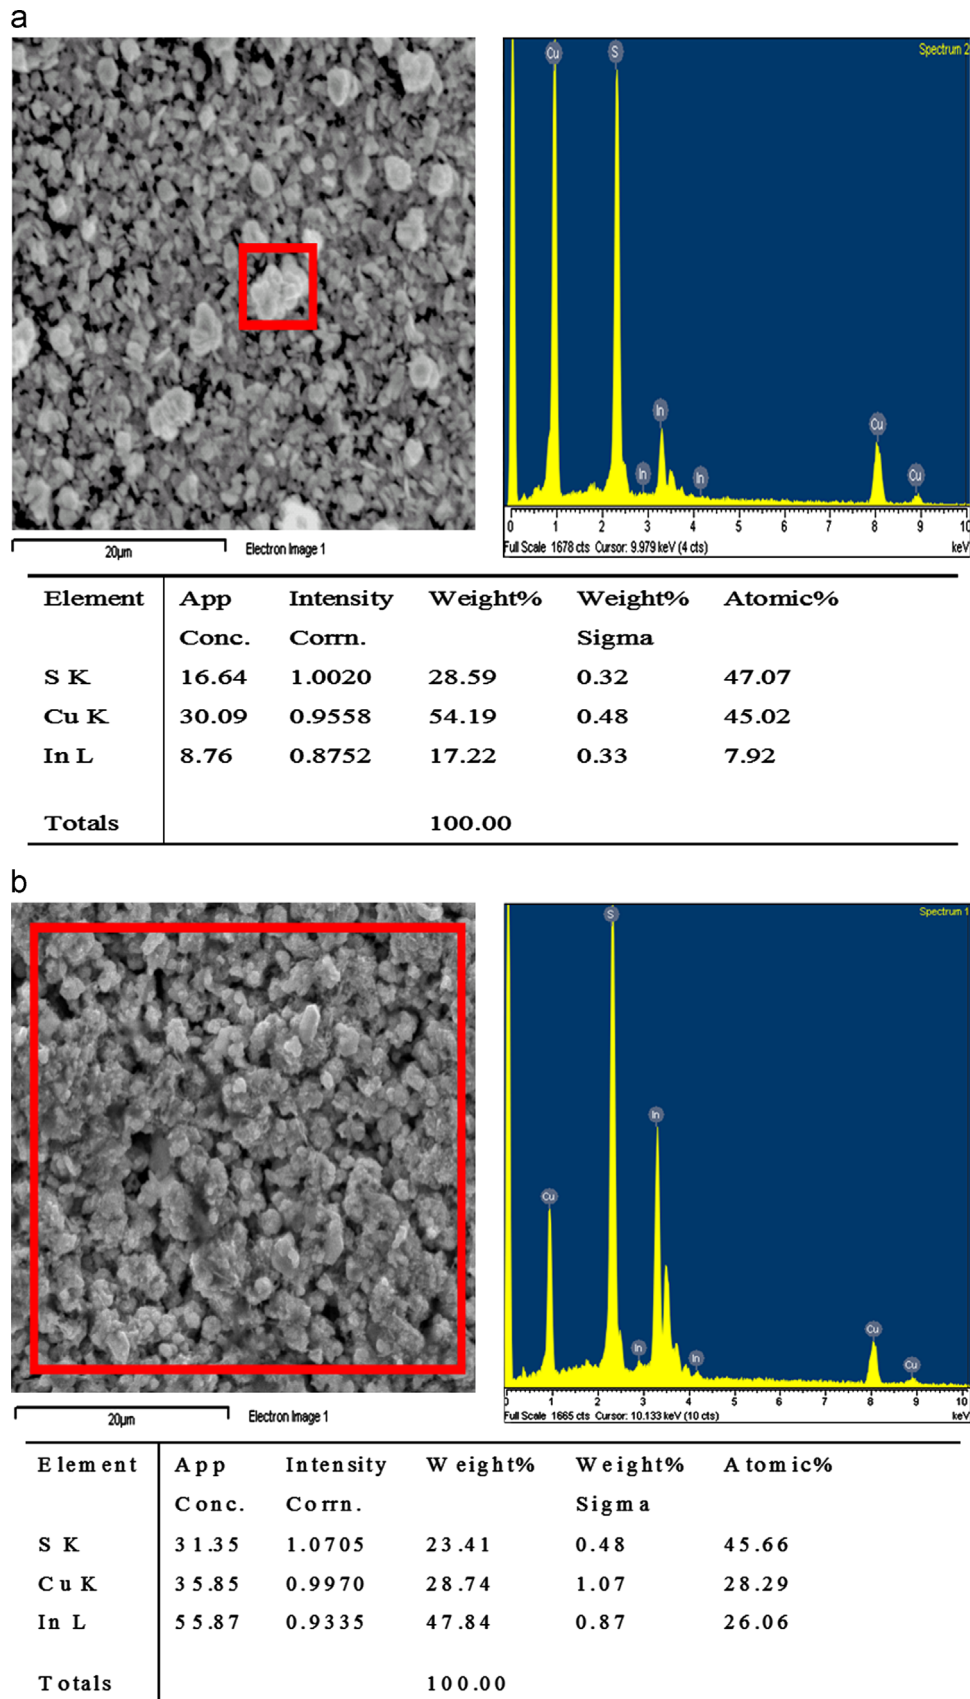 a
Spectrum 2
Cu
S
In
In
In
Cu
Cu
0 1 2 3 4 5 6 7 8 9 10
Full Scale 1678 cts Cursor: 9.979 keV (4 cts)
keV
20µm
Electron Image 1
Element App Intensity Weight% Weight% Atomic%
Conc. Corrn. Sigma
S K 16.64 1.0020 28.59 0.32 47.07
Cu K 30.09 0.9558 54.19 0.48 45.02
In L 8.76 0.8752 17.22 0.33 7.92
Totals 100.00
b
Spectrum 1
S
In
Cu
In
In
Cu
Cu
0 1 2 3 4 5 6 7 8 9 10
Full Scale 1665 cts Cursor: 10.133 keV (10 cts)
keV
20µm
Electron Image 1
Element App Intensity Weight% Weight% Atomic%
Conc. Corrn. Sigma
S K 31.35 1.0705 23.41 0.48 45.66
Cu K 35.85 0.9970 28.74 1.07 28.29
In L 55.87 0.9335 47.84 0.87 26.06
Totals 100.00